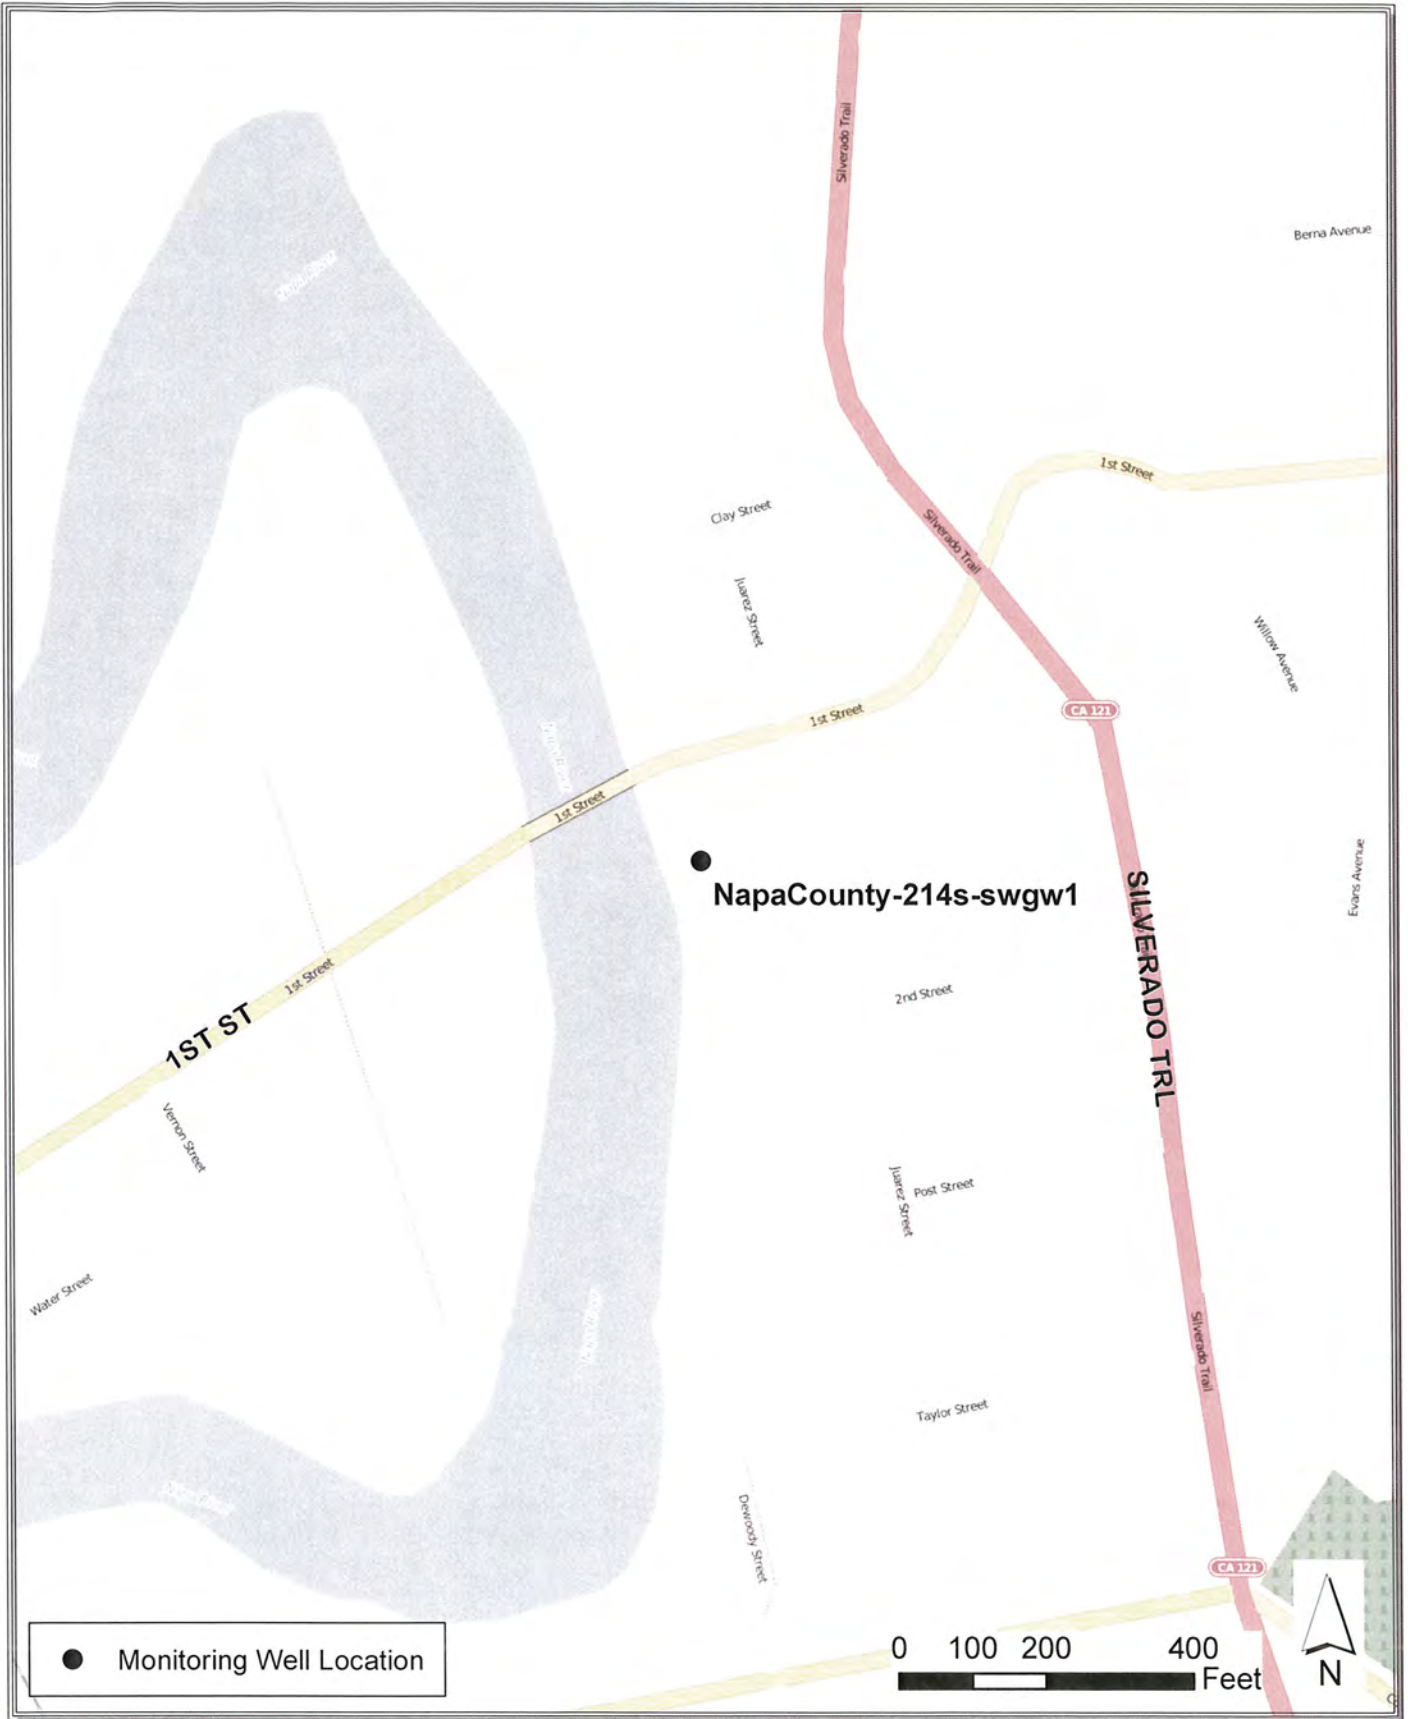 Silverado Trail
Berna Avenue
1st Street
Clay Street
Silverado Trail
Juarez Street
Willow Avenue
CA 121
1st Street
1st Street
Evans Avenue
NapaCounty-214s-swgw1
SILVERADO TRL
1st Street
2nd Street
1ST ST
Vernon Street
Juarez Street
Post Street
Water Street
Silverado Trail
Taylor Street
Dewoody Street
CA 121
Monitoring Well Location
0 100 200 400
Feet
N